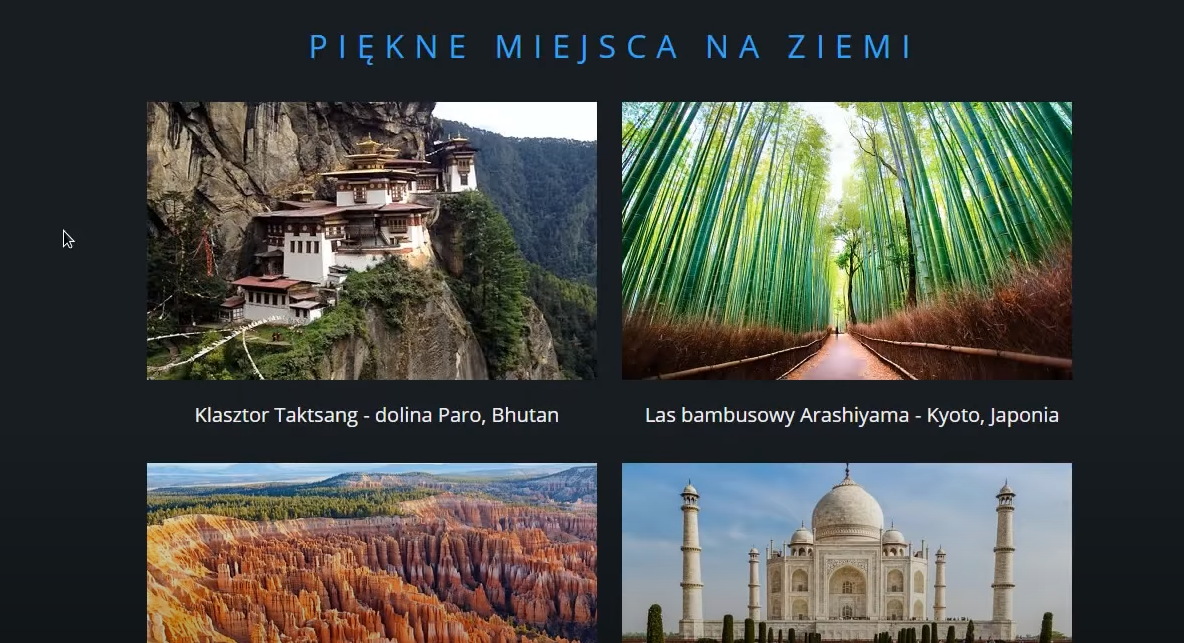 PIĘKNE MIEJSCA NA ZIEMI
Klasztor Taktsang - dolina Paro, Bhutan
Las bambusowy Arashiyama - Kyoto, Japonia